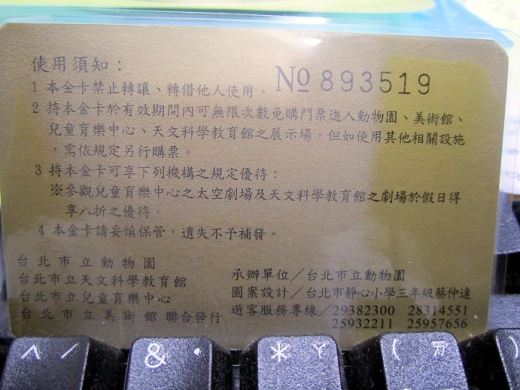 使用須知：
№ 893519
1 本金卡禁止轉讓、轉借他人使用。
2 持本金卡於有效期間內可無限次數免購門票進入動物園、美術館、
兒童育樂中心、天文科學教育館之展示場，但如使用其他相關設施
，需依規定另行購票。
3 持本金卡可享下列機構之規定優待：
※參觀兒童育樂中心之太空劇場及天文科學教育館之劇場於假日得
享八折之優待。
4 本金卡請妥慎保管，遺失不予補發。
台北市立動物園
台北市立天文科學教育館
台北市立兒童育樂中心
台北市立美術館 聯合發行
承辦單位／台北市立動物園
圖案設計／台北市靜心小學三年級蔡仲達
遊客服務專線／29382300 28314551
25932211 25957656
^ ／
& •
* ㄚ
( ㄞ
)